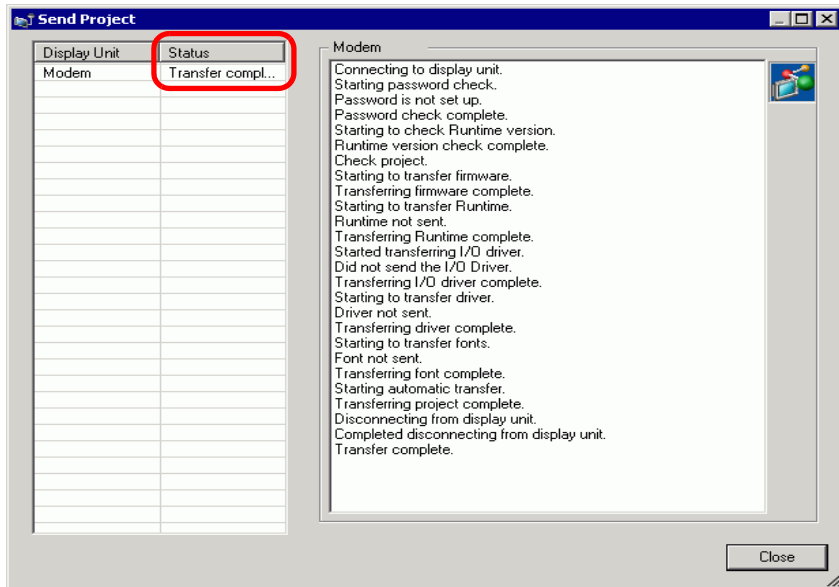 Send Project
Display Unit Status
Modem Transfer compl...
Modem
Connecting to display unit.
Starting password check.
Password is not set up.
Password check complete.
Starting to check Runtime version.
Runtime version check complete.
Check project.
Starting to transfer firmware.
Transferring firmware complete.
Starting to transfer Runtime.
Runtime not sent.
Transferring Runtime complete.
Started transferring I/O driver.
Did not send the I/O Driver.
Transferring I/O driver complete.
Starting to transfer driver.
Driver not sent.
Transferring driver complete.
Starting to transfer fonts.
Font not sent.
Transferring font complete.
Starting automatic transfer.
Transferring project complete.
Disconnecting from display unit.
Completed disconnecting from display unit.
Transfer complete.
Close